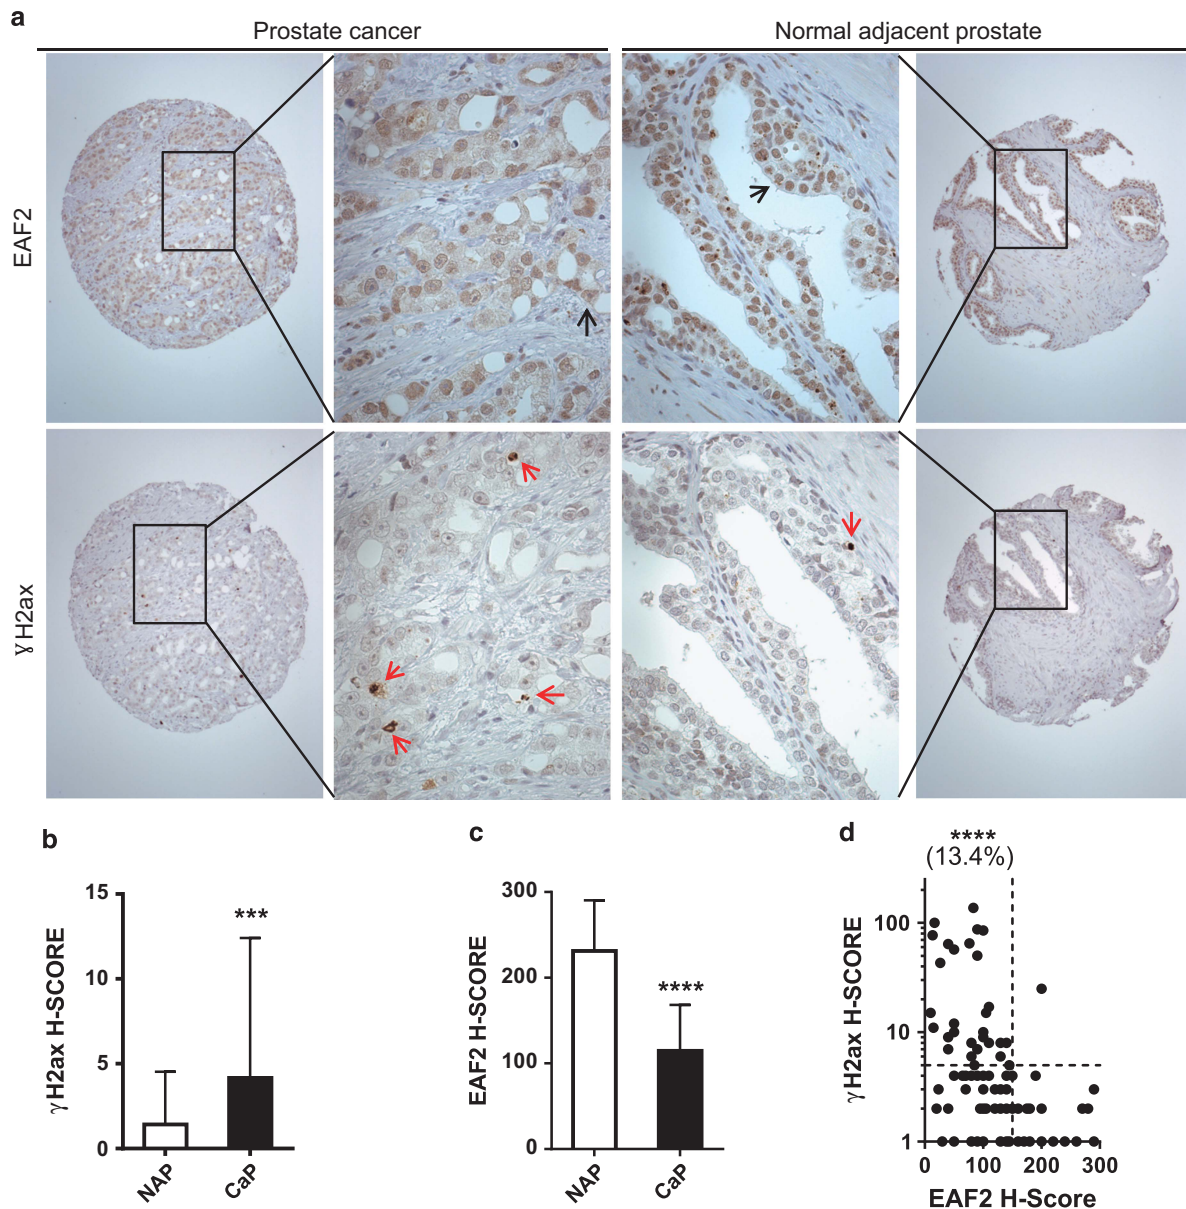 a
Prostate cancer
Normal adjacent prostate
EAF2
γH2ax
b
γH2ax H-SCORE
15
10
5
0
***
NAP
CaP
c
EAF2 H-SCORE
300
200
100
0
****
NAP
CaP
d
****
(13.4%)
γH2ax H-SCORE
100
10
1
0
100
200
300
EAF2 H-Score